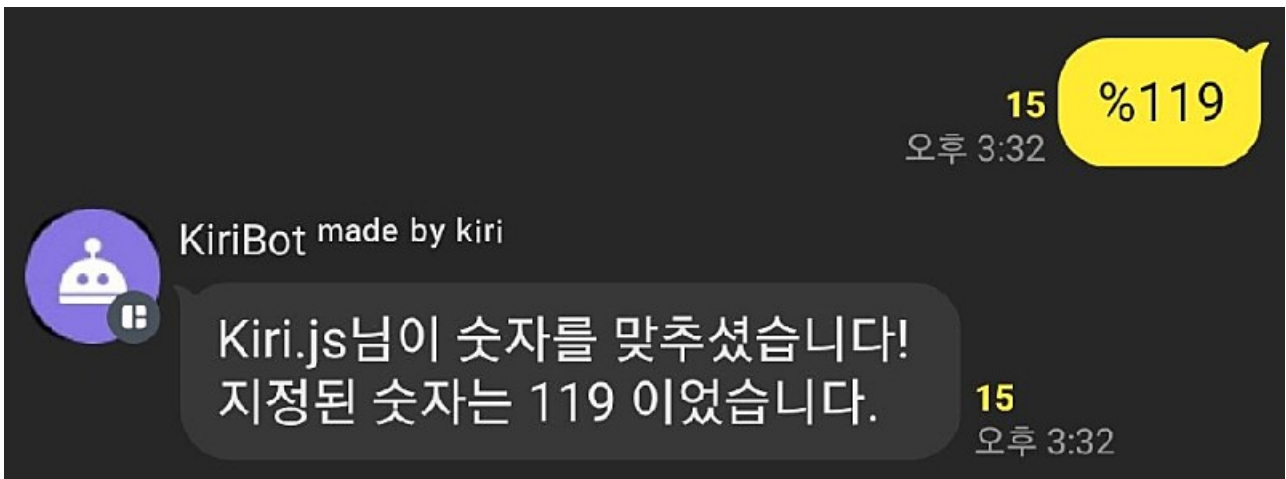 %119
15
오후 3:32
KiriBot made by kiri
Kiri.js님이 숫자를 맞추셨습니다!
지정된 숫자는 119 이었습니다.
15
오후 3:32